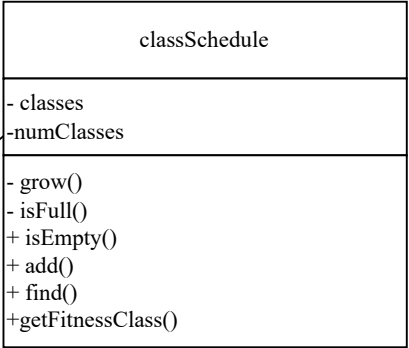 classSchedule
- classes
-numClasses
- grow()
- isFull()
+ isEmpty()
+ add()
+ find()
+getFitnessClass()